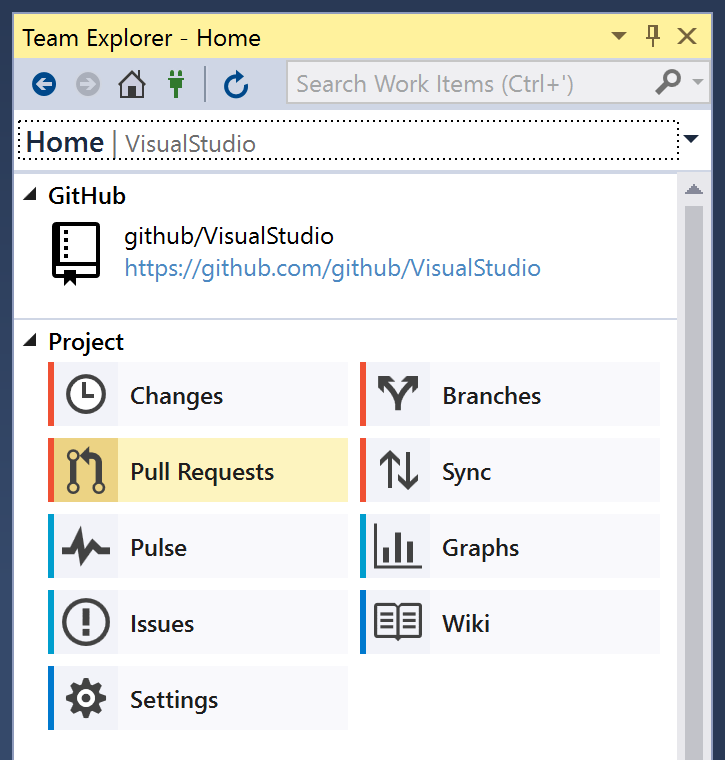 Team Explorer - Home
Search Work Items (Ctrl+')
Home | VisualStudio
GitHub
github/VisualStudio
https://github.com/github/VisualStudio
Project
Changes
Branches
Pull Requests
Sync
Pulse
Graphs
Issues
Wiki
Settings